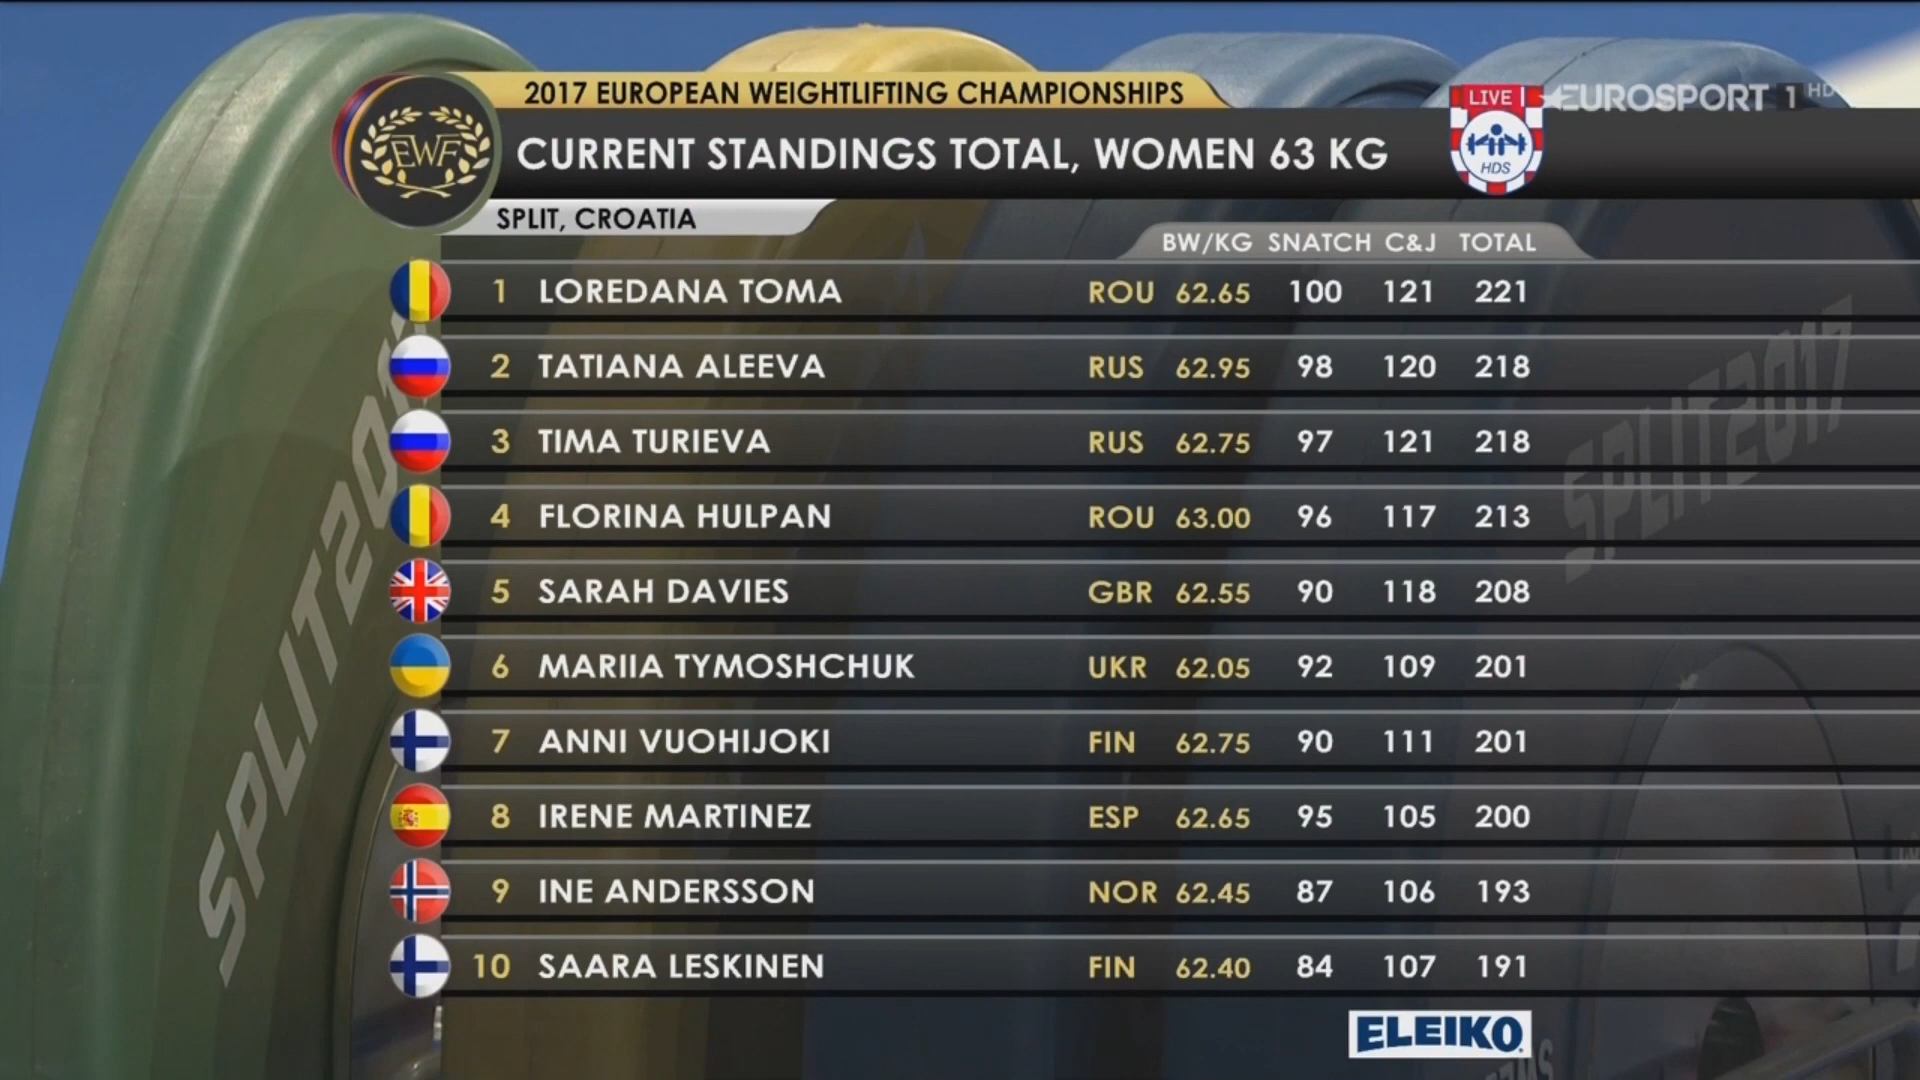 2017 EUROPEAN WEIGHTLIFTING CHAMPIONSHIPS
LIVE EUROSPORT 1 HD
EWF
CURRENT STANDINGS TOTAL, WOMEN 63 KG
HDS
SPLIT, CROATIA
BW/KG SNATCH C&J TOTAL
1 LOREDANA TOMA ROU 62.65 100 121 221
2 TATIANA ALEEVA RUS 62.95 98 120 218
3 TIMA TURIEVA RUS 62.75 97 121 218
4 FLORINA HULPAN ROU 63.00 96 117 213
5 SARAH DAVIES GBR 62.55 90 118 208
6 MARIIA TYMOSHCHUK UKR 62.05 92 109 201
7 ANNI VUOHIJOKI FIN 62.75 90 111 201
8 IRENE MARTINEZ ESP 62.65 95 105 200
9 INE ANDERSSON NOR 62.45 87 106 193
10 SAARA LESKINEN FIN 62.40 84 107 191
SPLIT2017
SPLIT2017
ELEIKO